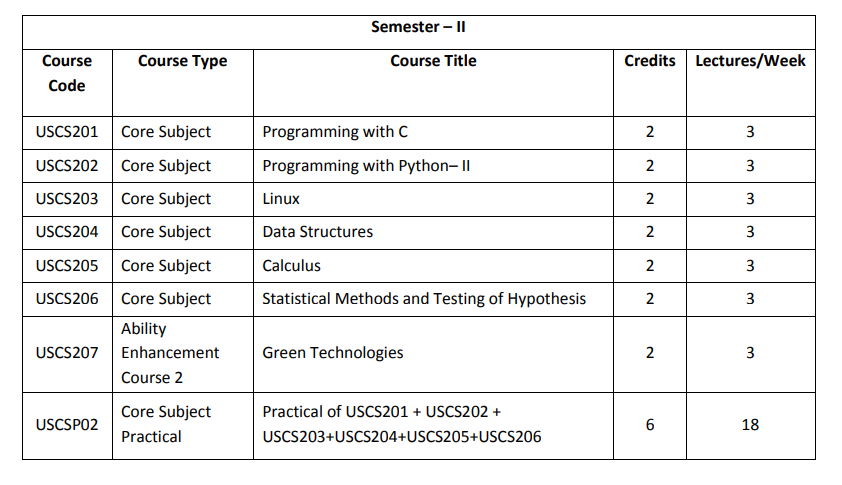 Semester – II
Course Code Course Type Course Title Credits Lectures/Week
USCS201 Core Subject Programming with C 2 3
USCS202 Core Subject Programming with Python– II 2 3
USCS203 Core Subject Linux 2 3
USCS204 Core Subject Data Structures 2 3
USCS205 Core Subject Calculus 2 3
USCS206 Core Subject Statistical Methods and Testing of Hypothesis 2 3
USCS207 Ability Enhancement Course 2 Green Technologies 2 3
USCSP02 Core Subject Practical Practical of USCS201 + USCS202 + USCS203+USCS204+USCS205+USCS206 6 18